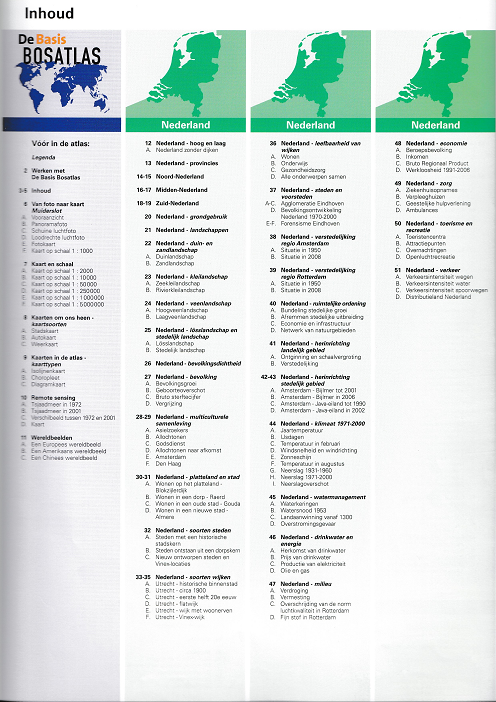 Inhoud
De Basis
BOSATLAS
Vóór in de atlas:
Legenda
2 Werken met
De Basis Bosatlas
3/5 Inhoud
6 Van foto naar kaart
Muiderslot
A. Vooraanzicht
B. Panoramafoto
C. Schuine luchtfoto
D. Loodrechte luchtfoto
E. Fotokaart
F. Kaart op schaal 1 : 1000
7 Kaart en schaal
A. Kaart op schaal 1 : 2000
B. Kaart op schaal 1 : 10000
C. Kaart op schaal 1 : 50000
D. Kaart op schaal 1 : 250000
E. Kaart op schaal 1 : 1000000
F. Kaart op schaal 1 : 5000000
8 Kaarten om ons heen -
kaartsoorten
A. Stadskaart
B. Autokaart
C. Weerkaart
9 Kaarten in de atlas -
kaarttypen
A. Isolijnenkaart
B. Choropleet
C. Diagramkaart
10 Remote sensing
A. Tsjaadmeer in 1972
B. Tsjaadmeer in 2001
C. Verschilbeeld tussen 1972 en 2001
D. Kaart
11 Wereldbeelden
A. Een Europees wereldbeeld
B. Een Amerikaans wereldbeeld
C. Een Chinees wereldbeeld
Nederland
12 Nederland - hoog en laag
A. Nederland zonder dijken
13 Nederland - provincies
14-15 Noord-Nederland
16-17 Midden-Nederland
18-19 Zuid-Nederland
20 Nederland - grondgebruik
21 Nederland - landschappen
22 Nederland - duin- en
zandlandschap
A. Duinlandschap
B. Zandlandschap
23 Nederland - kleilandschap
A. Zeekleilandschap
B. Rivierkleilandschap
24 Nederland - veenlandschap
A. Hoogveenlandschap
B. Laagveenlandschap
25 Nederland - lösslandschap en
stedelijk landschap
A. Lösslandschap
B. Stedelijk landschap
26 Nederland - bevolkingsdichtheid
27 Nederland - bevolking
A. Bevolkingsgroei
B. Geboorteoverschot
C. Bruto sterftecijfer
D. Vergrijzing
28-29 Nederland - multiculturele
samenleving
A. Asielzoekers
B. Allochtonen
C. Godsdienst
D. Allochtonen naar afkomst
E. Amsterdam
F. Den Haag
30-31 Nederland - platteland en stad
A. Wonen op het platteland -
Blokzijlerdijk
B. Wonen in een dorp - Raerd
C. Wonen in een oude stad - Gouda
D. Wonen in een nieuwe stad -
Almere
32 Nederland - soorten steden
A. Steden met een historische
stadskern
B. Steden ontstaan uit een dorpskern
C. Nieuw ontworpen steden en
Vinex-locaties
33-35 Nederland - soorten wijken
A. Utrecht - historische binnenstad
B. Utrecht - circa 1900
C. Utrecht - eerste helft 20e eeuw
D. Utrecht - flatwijk
E. Utrecht - wijk met woonerven
F. Utrecht - Vinex-wijk
Nederland
36 Nederland - leefbaarheid van
wijken
A. Wonen
B. Onderwijs
C. Gezondheidszorg
D. Alle onderwerpen samen
37 Nederland - steden en
voorsteden
A-C. Agglomeratie Eindhoven
D. Bevolkingsontwikkeling
Nederland 1970-2000
E-F. Forensisme Eindhoven
38 Nederland - verstedelijking
regio Amsterdam
A. Situatie in 1950
B. Situatie in 2008
39 Nederland - verstedelijking
regio Rotterdam
A. Situatie in 1950
B. Situatie in 2008
40 Nederland - ruimtelijke ordening
A. Bundeling stedelijke groei
B. Afremmen stedelijke uitbreiding
C. Economie en infrastructuur
D. Netwerk van natuurgebieden
41 Nederland - herinrichting
landelijk gebied
A. Ontginning en schaalvergroting
B. Verstedelijking
42-43 Nederland - herinrichting
stedelijk gebied
A. Amsterdam - Bijlmer tot 2001
B. Amsterdam - Bijlmer in 2006
C. Amsterdam - Java-eiland tot 1990
D. Amsterdam - Java-eiland in 2002
44 Nederland - klimaat 1971-2000
A. Jaartemperatuur
B. IJsdagen
C. Temperatuur in februari
D. Windsnelheid en windrichting
E. Zonneschijn
F. Temperatuur in augustus
G. Neerslag 1931-1960
H. Neerslag 1971-2000
I. Neerslagoverschot
45 Nederland - watermanagement
A. Waterkeringen
B. Watersnood 1953
C. Landaanwinning vanaf 1300
D. Overstromingsgevaar
46 Nederland - drinkwater en
energie
A. Herkomst van drinkwater
B. Prijs van drinkwater
C. Productie van elektriciteit
D. Olie en gas
47 Nederland - milieu
A. Verdroging
B. Vermesting
C. Overschrijding van de norm
luchtkwaliteit in Rotterdam
D. Fijn stof in Rotterdam
Nederland
48 Nederland - economie
A. Beroepsbevolking
B. Inkomen
C. Bruto Regionaal Product
D. Werkloosheid 1991-2006
49 Nederland - zorg
A. Ziekenhuisopnames
B. Verpleeghuizen
C. Geestelijke hulpverlening
D. Ambulances
50 Nederland - toerisme en
recreatie
A. Toeristencentra
B. Attractiepunten
C. Overnachtingen
D. Openluchtrecreatie
51 Nederland - verkeer
A. Verkeersintensiteit wegen
B. Verkeersintensiteit water
C. Verkeersintensiteit spoorwegen
D. Distributieland Nederland